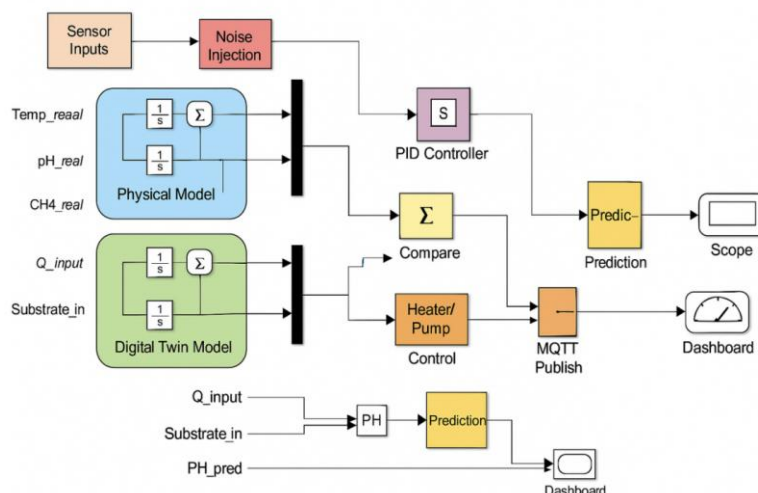 Sensor
Inputs
Noise
Injection
Temp_reaal
1
s
Σ
pH_real
1
s
Physical Model
CH4_real
S
PID Controller
Σ
Compare
Predic–
Prediction
Scope
Q_input
1
s
Σ
Substrate_in
1
s
Digital Twin Model
Heater/
Pump
Control
MQTT
Publish
Dashboard
Q_input
Substrate_in
PH
Prediction
PH_pred
Dashboard